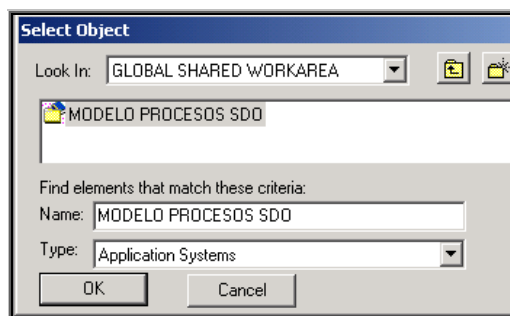 Select Object
Look In: GLOBAL SHARED WORKAREA
MODELO PROCESOS SDO
Find elements that match these criteria:
Name: MODELO PROCESOS SDO
Type: Application Systems
OK Cancel